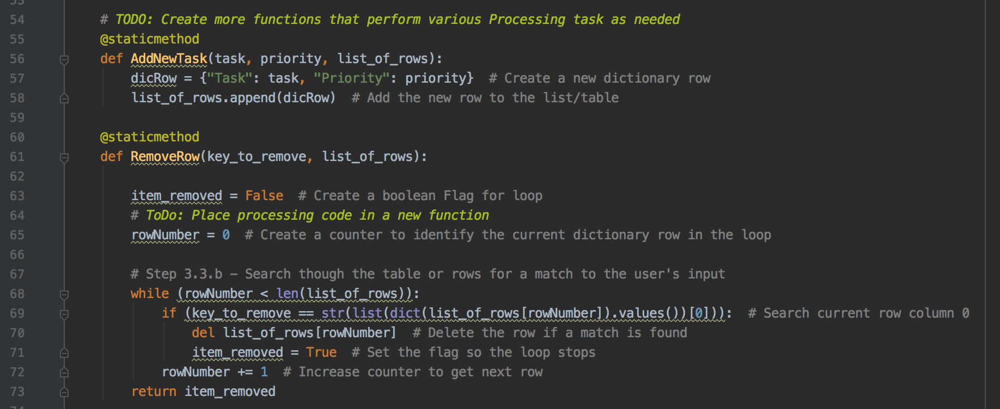 53
54 # TODO: Create more functions that perform various Processing task as needed
55 @staticmethod
56 def AddNewTask(task, priority, list_of_rows):
57 dicRow = {"Task": task, "Priority": priority}  # Create a new dictionary row
58 list_of_rows.append(dicRow)  # Add the new row to the list/table
59
60 @staticmethod
61 def RemoveRow(key_to_remove, list_of_rows):
62
63 item_removed = False  # Create a boolean Flag for loop
64 # ToDo: Place processing code in a new function
65 rowNumber = 0  # Create a counter to identify the current dictionary row in the loop
66
67 # Step 3.3.b - Search though the table or rows for a match to the user's input
68 while (rowNumber < len(list_of_rows)):
69 if (key_to_remove == str(list(dict(list_of_rows[rowNumber]).values())[0])):  # Search current row column 0
70 del list_of_rows[rowNumber]  # Delete the row if a match is found
71 item_removed = True  # Set the flag so the loop stops
72 rowNumber += 1  # Increase counter to get next row
73 return item_removed
74